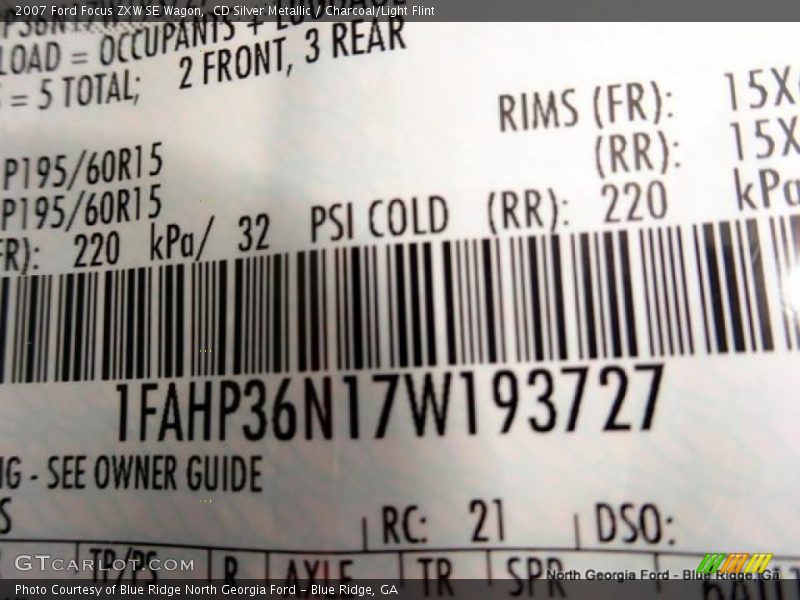 2007 Ford Focus ZXW SE Wagon, CD Silver Metallic / Charcoal/Light Flint
LOAD = OCCUPANTS +
= 5 TOTAL; 2 FRONT, 3 REAR
RIMS (FR): 15X
P195/60R15 (RR): 15X
P195/60R15
FR): 220 kPa/ 32 PSI COLD (RR): 220 kPa
1FAHP36N17W193727
- SEE OWNER GUIDE
RC: 21 DSO:
TP/PS R AXLE TR SPR
GTCARLOT.COM
North Georgia Ford - Blue Ridge, Ga
Photo Courtesy of Blue Ridge North Georgia Ford – Blue Ridge, GA